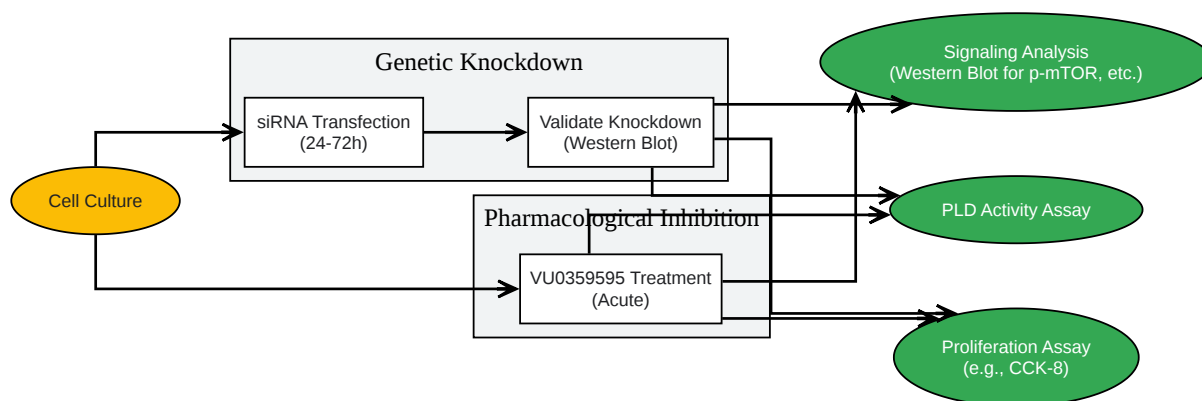 Genetic Knockdown
siRNA Transfection
(24-72h)
Validate Knockdown
(Western Blot)
Cell Culture
Pharmacological Inhibition
VU0359595 Treatment
(Acute)
Signaling Analysis
(Western Blot for p-mTOR, etc.)
PLD Activity Assay
Proliferation Assay
(e.g., CCK-8)